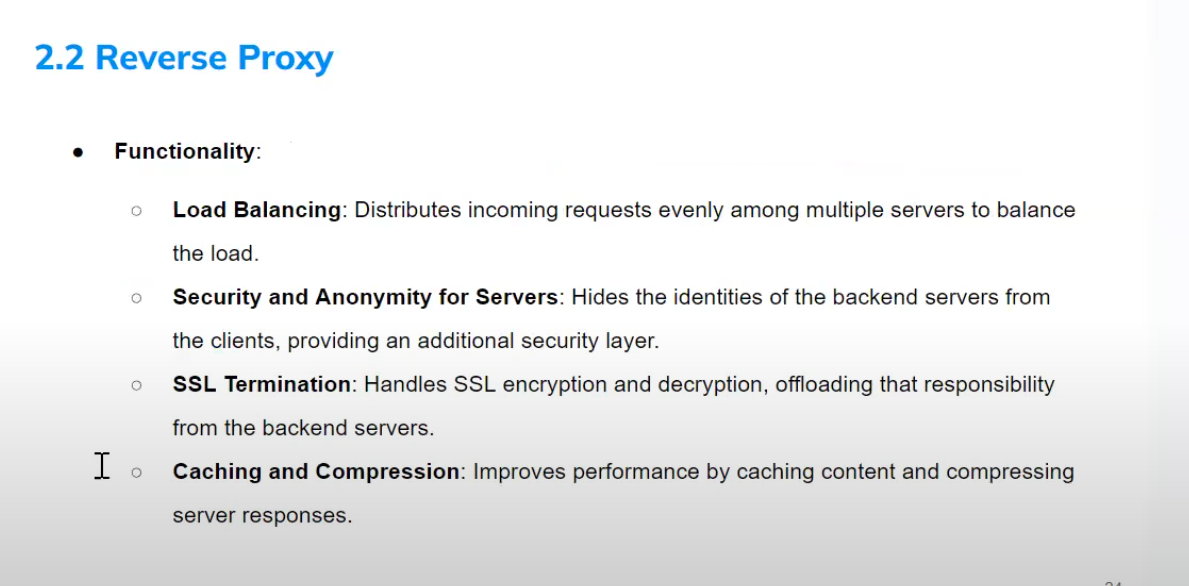 2.2 Reverse Proxy
● Functionality:
○ Load Balancing: Distributes incoming requests evenly among multiple servers to balance
the load.
○ Security and Anonymity for Servers: Hides the identities of the backend servers from
the clients, providing an additional security layer.
○ SSL Termination: Handles SSL encryption and decryption, offloading that responsibility
from the backend servers.
○ Caching and Compression: Improves performance by caching content and compressing
server responses.